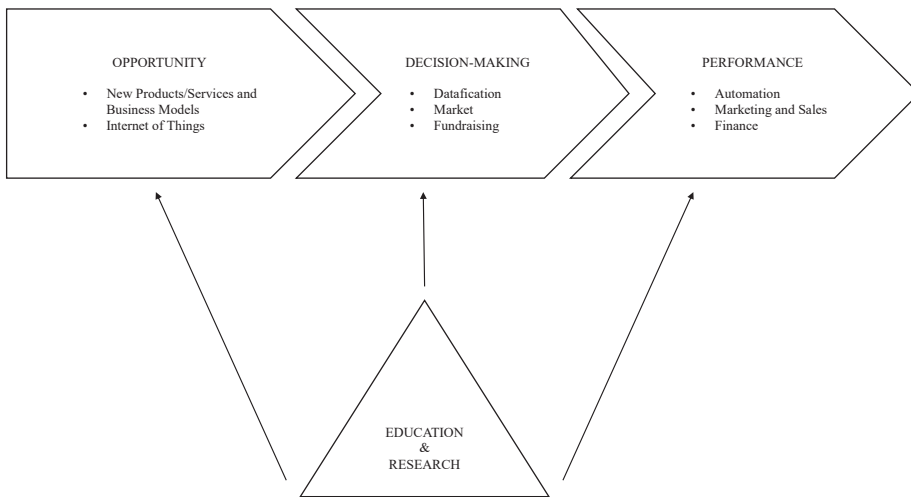 OPPORTUNITY
• New Products/Services and
Business Models
• Internet of Things
DECISION-MAKING
• Datafication
• Market
• Fundraising
PERFORMANCE
• Automation
• Marketing and Sales
• Finance
EDUCATION
&
RESEARCH